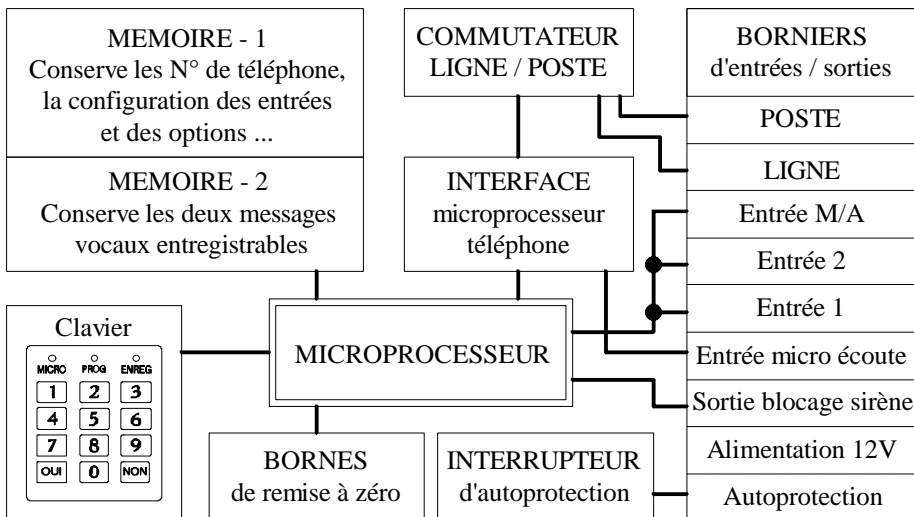 MEMOIRE - 1
Conserve les N° de téléphone,
la configuration des entrées
et des options ...
MEMOIRE - 2
Conserve les deux messages
vocaux entregistrables
COMMUTATEUR
LIGNE / POSTE
INTERFACE
microprocesseur
téléphone
BORNIERS
d'entrées / sorties
POSTE
LIGNE
Entrée M/A
Entrée 2
Entrée 1
Entrée micro écoute
Sortie blocage sirène
Alimentation 12V
Autoprotection
Clavier
MICRO PROG ENREG
1 2 3
4 5 6
7 8 9
OUI 0 NON
MICROPROCESSEUR
BORNES
de remise à zéro
INTERRUPTEUR
d'autoprotection